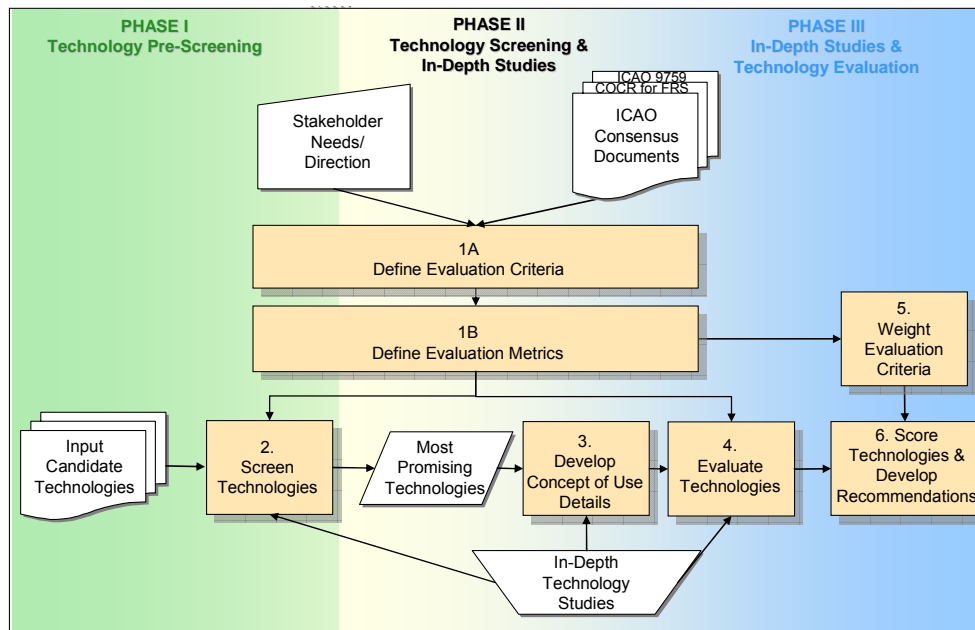 PHASE I
Technology Pre-Screening
PHASE II
Technology Screening &
In-Depth Studies
PHASE III
In-Depth Studies &
Technology Evaluation
Stakeholder
Needs/
Direction
ICAO 9759
COCR for FRS
ICAO
Consensus
Documents
1A
Define Evaluation Criteria
1B
Define Evaluation Metrics
5.
Weight
Evaluation
Criteria
Input
Candidate
Technologies
2.
Screen
Technologies
Most
Promising
Technologies
3.
Develop
Concept of Use
Details
4.
Evaluate
Technologies
6. Score
Technologies &
Develop
Recommendations
In-Depth
Technology
Studies